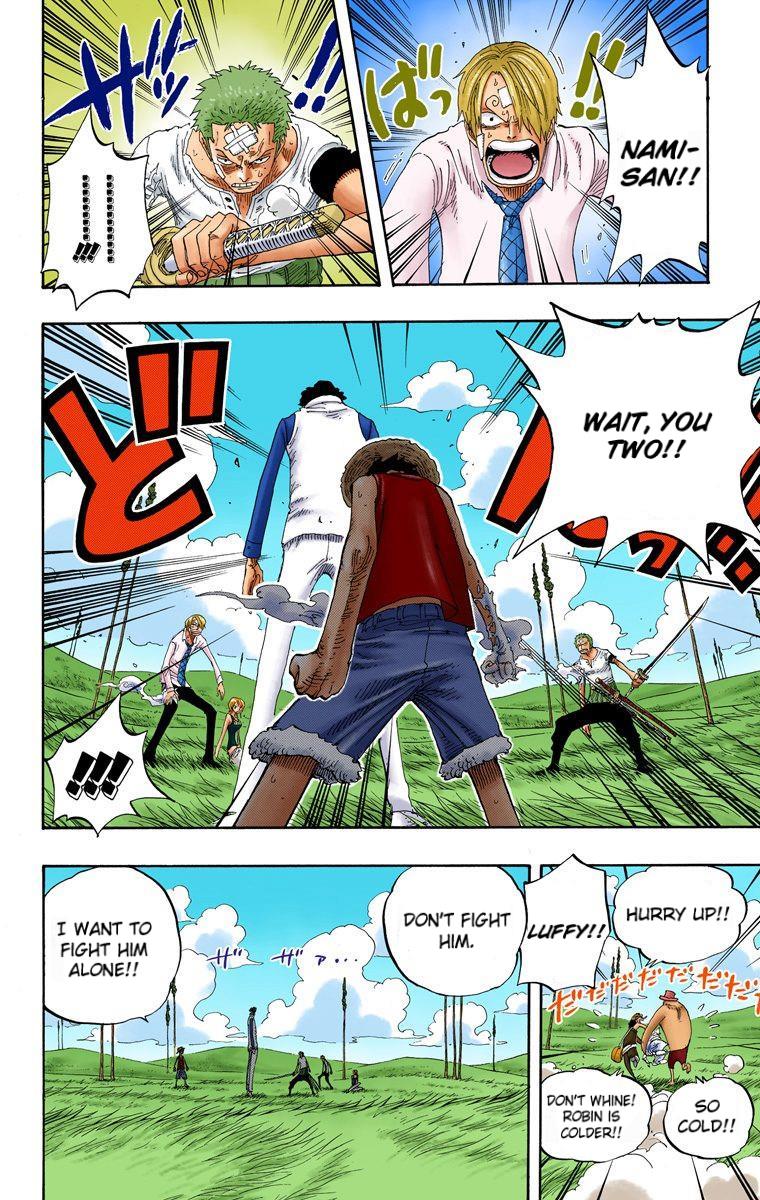 ばっ!!
NAMI-
SAN!!
ザッ!!
!!!
WAIT, YOU
TWO!!
ど
!!!
HURRY UP!!
LUFFY!!
だだだだだだだ
SO
COLD!!
DON'T WHINE!
ROBIN IS
COLDER!!
DON'T FIGHT
HIM.
I WANT TO
FIGHT HIM
ALONE!!
ザァ...